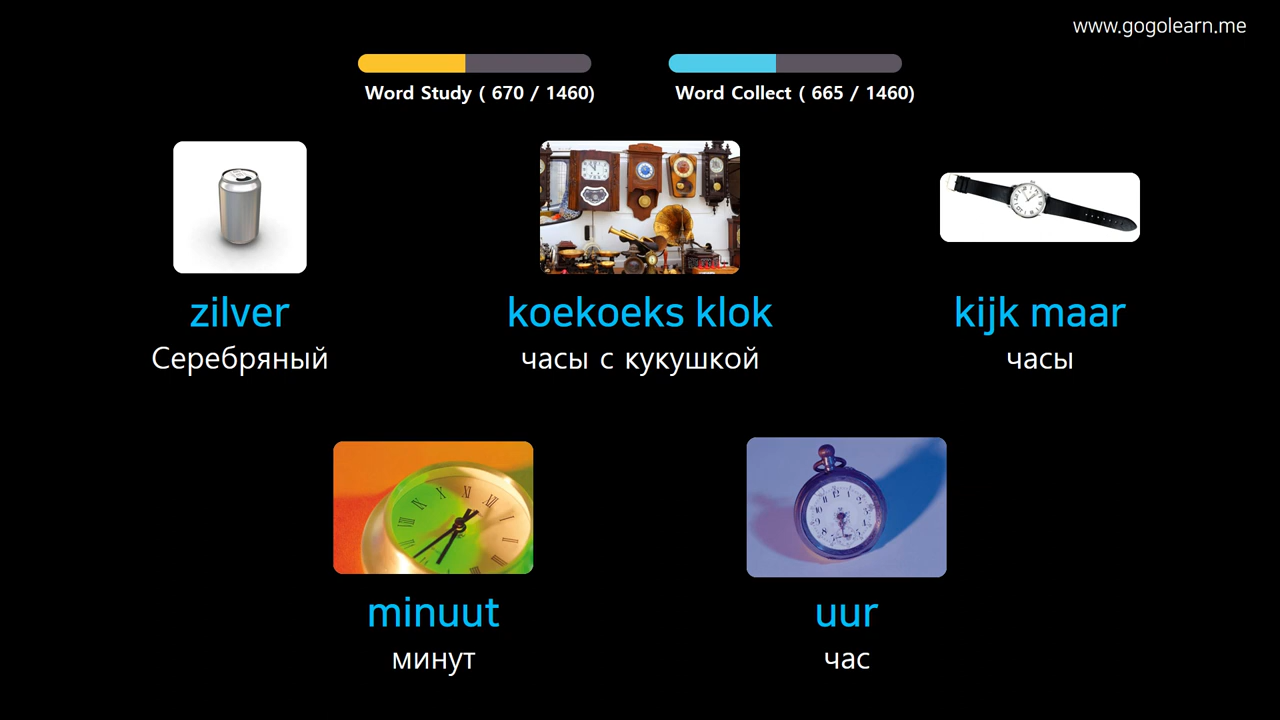 www.gogolearn.me
Word Study ( 670 / 1460)
Word Collect ( 665 / 1460)
zilver
Серебряный
koekoeks klok
часы с кукушкой
kijk maar
часы
minuut
минут
uur
час